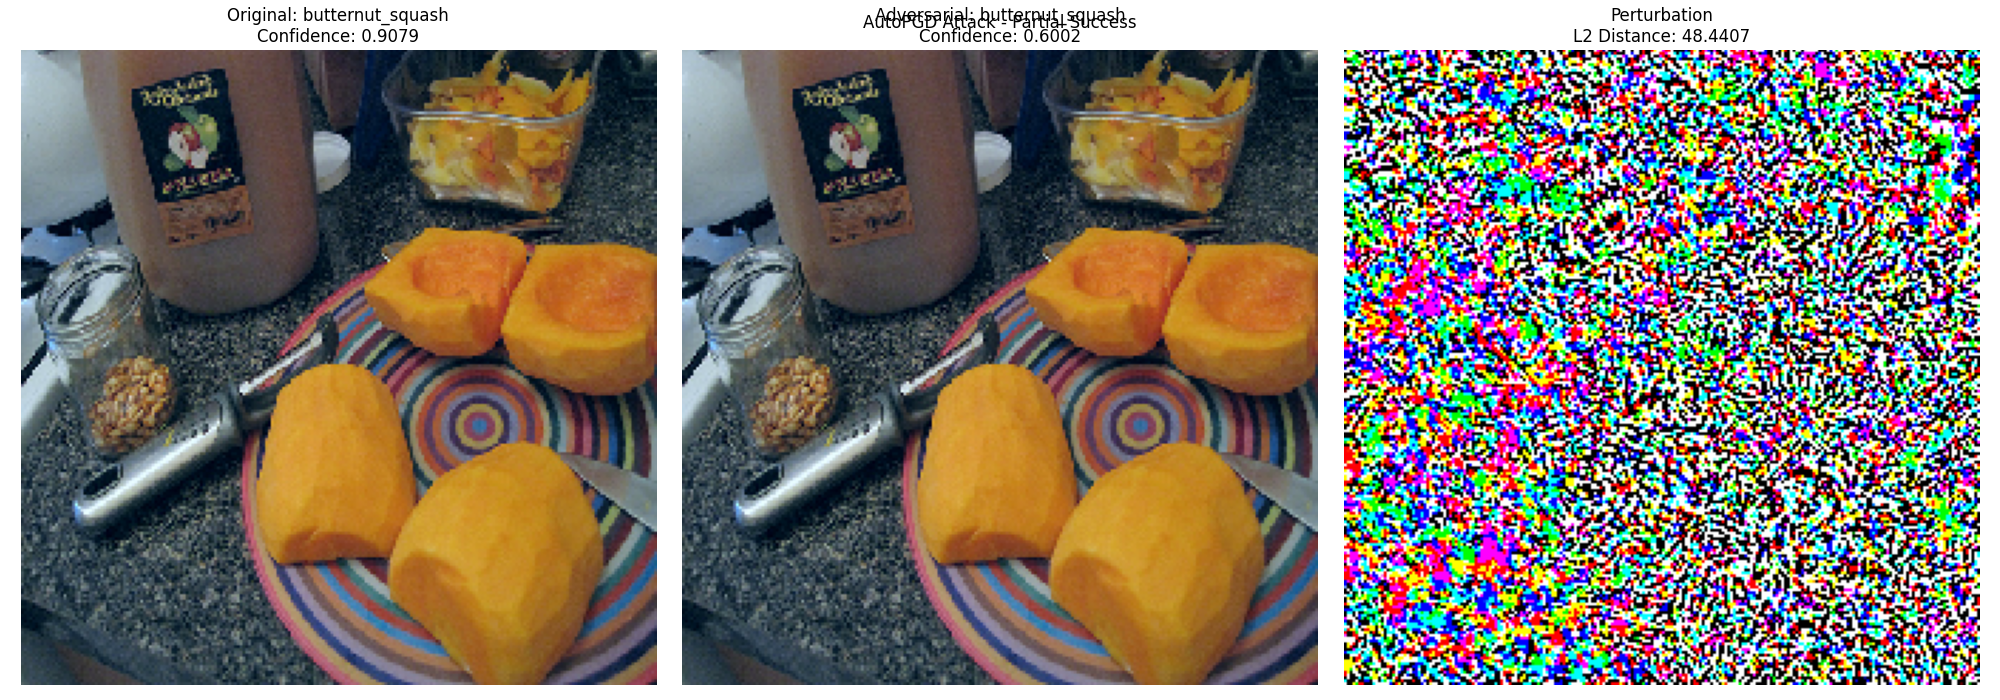 AutoPGD Attack - Partial Success
Original: butternut_squash
Confidence: 0.9079
Adversarial: butternut_squash
Confidence: 0.6002
Perturbation
L2 Distance: 48.4407